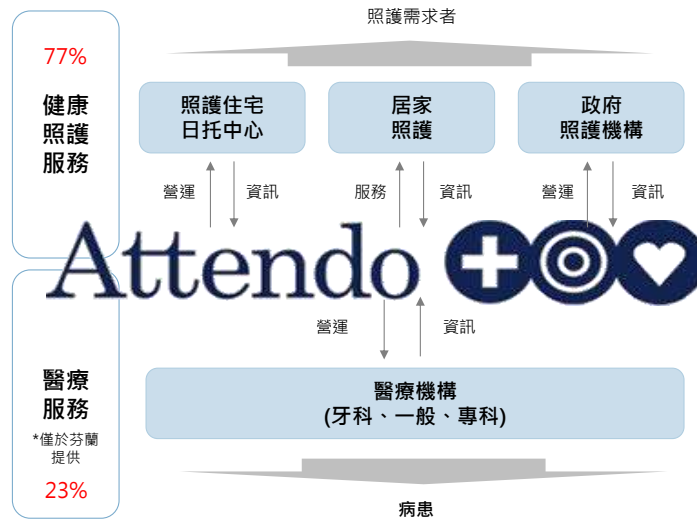 照護需求者
77%
健康
照護
服務
照護住宅
日托中心
居家
照護
政府
照護機構
營運
資訊
服務
資訊
營運
資訊
Attendo
營運
資訊
醫療
服務
*僅於芬蘭
提供
23%
醫療機構
(牙科、一般、專科)
病患